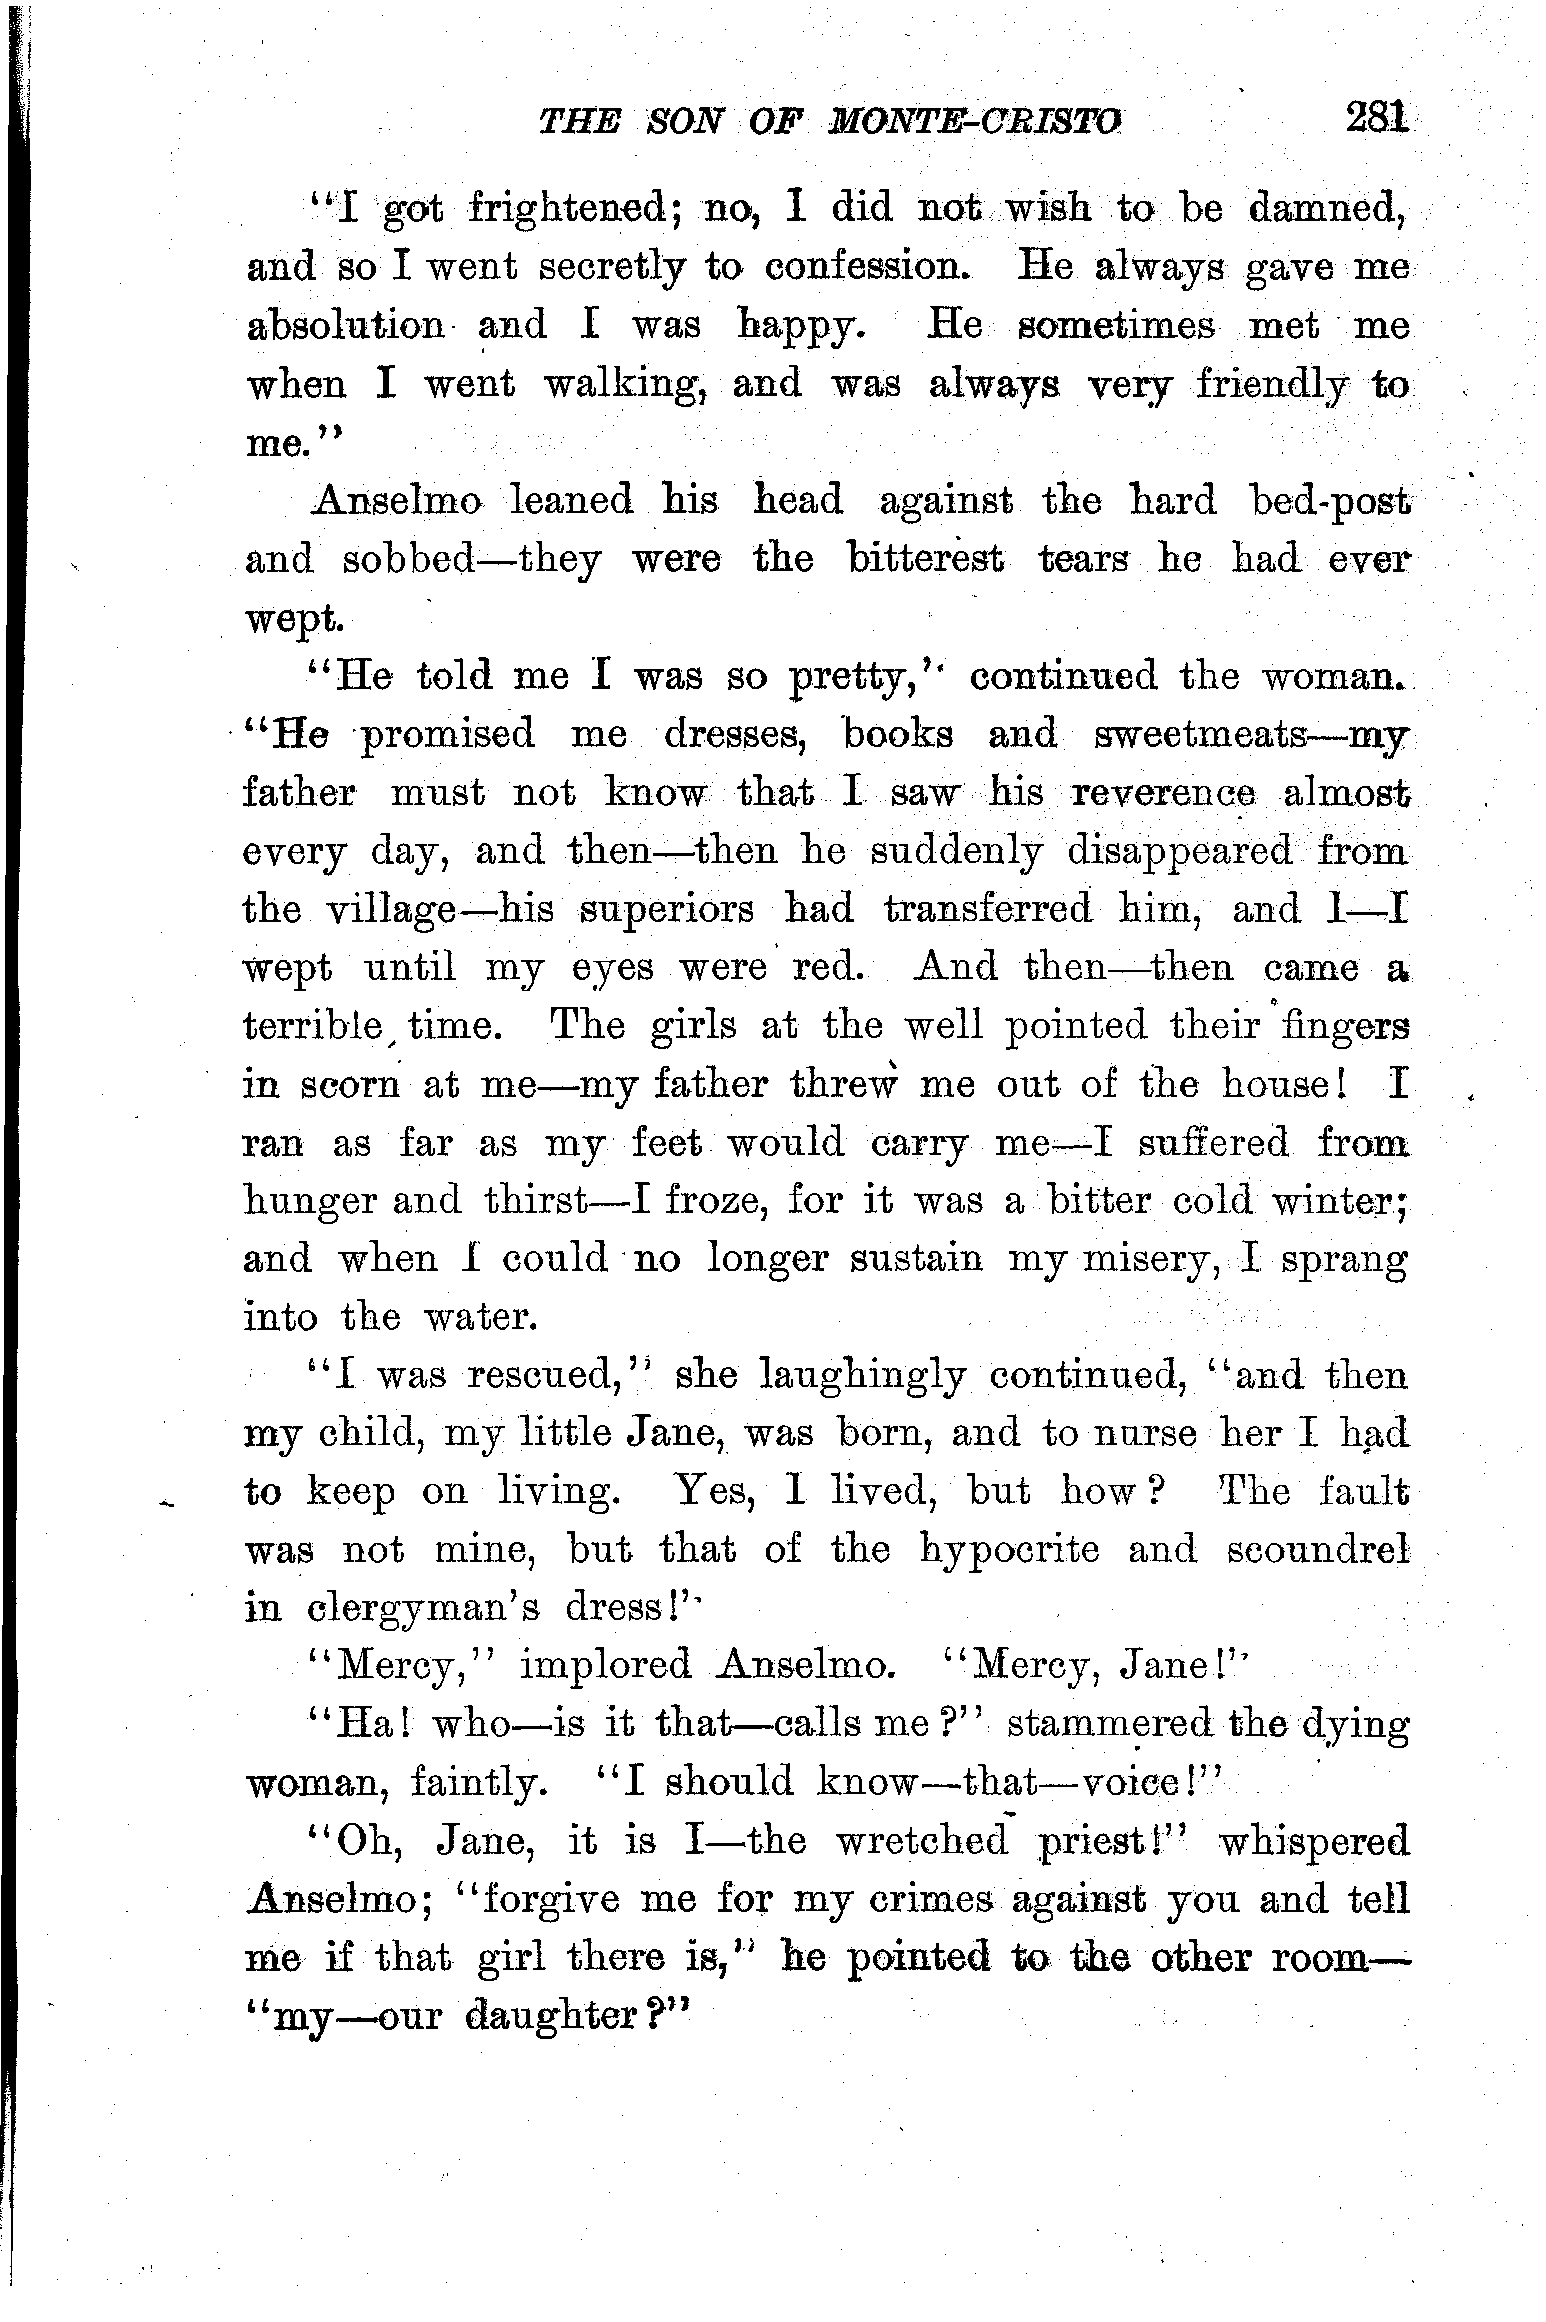 THE SON OF MONTE-CRISTO 281
"I got frightened; no, I did not wish to be damned,
and so I went secretly to confession. He always gave me
absolution and I was happy. He sometimes met me
when I went walking, and was always very friendly to
me."
Anselmo leaned his head against the hard bed-post
and sobbed—they were the bitterest tears he had ever
wept.
"He told me I was so pretty," continued the woman.
"He promised me dresses, books and sweetmeats—my
father must not know that I saw his reverence almost
every day, and then—then he suddenly disappeared from
the village—his superiors had transferred him, and I—I
wept until my eyes were red. And then—then came a
terrible time. The girls at the well pointed their fingers
in scorn at me—my father threw me out of the house! I
ran as far as my feet would carry me—I suffered from
hunger and thirst—I froze, for it was a bitter cold winter;
and when I could no longer sustain my misery, I sprang
into the water.
"I was rescued," she laughingly continued, "and then
my child, my little Jane, was born, and to nurse her I had
to keep on living. Yes, I lived, but how? The fault
was not mine, but that of the hypocrite and scoundrel
in clergyman's dress!"
"Mercy," implored Anselmo. "Mercy, Jane!"
"Ha! who—is it that—calls me?" stammered the dying
woman, faintly. "I should know—that—voice!"
"Oh, Jane, it is I—the wretched priest!" whispered
Anselmo; "forgive me for my crimes against you and tell
me if that girl there is," he pointed to the other room—
"my—our daughter?"